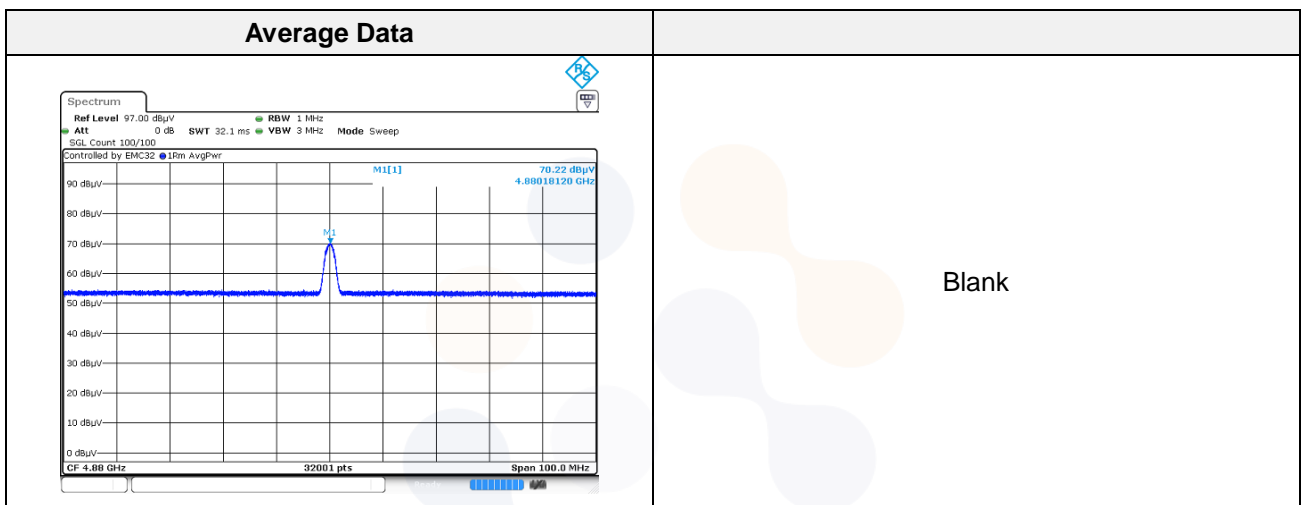 Average Data
R&S
Spectrum
Ref Level 97.00 dBµV RBW 1 MHz
Att 0 dB SWT 32.1 ms VBW 3 MHz Mode Sweep
SGL Count 100/100
Controlled by EMC32 1Rm AvgPwr
M1[1] 70.22 dBµV
4.88018120 GHz
90 dBµV
80 dBµV
M1
70 dBµV
60 dBµV
50 dBµV
40 dBµV
30 dBµV
20 dBµV
10 dBµV
0 dBµV
CF 4.88 GHz 32001 pts Span 100.0 MHz
Blank